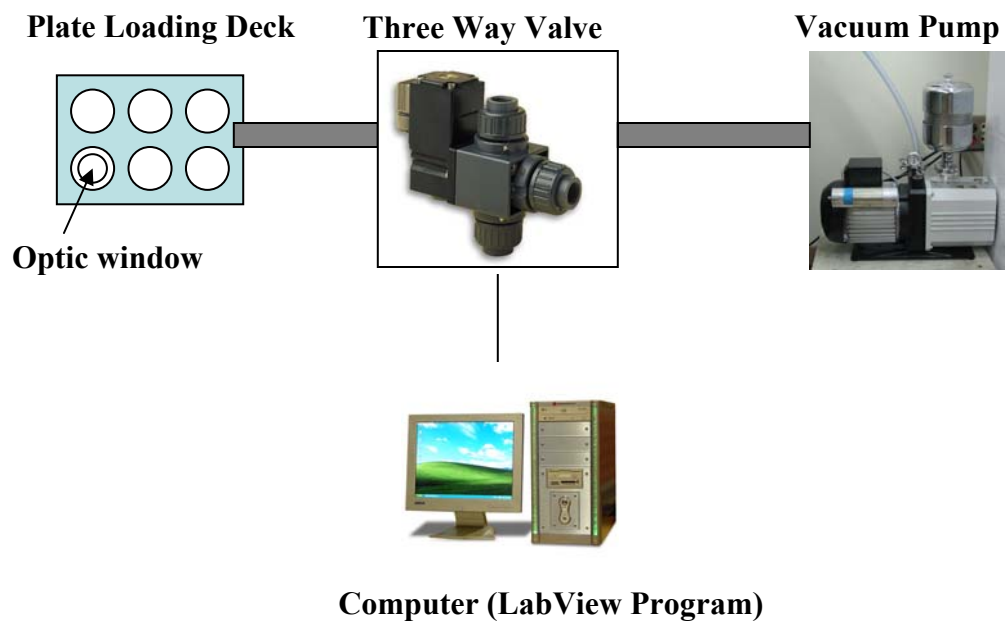 Plate Loading Deck
Three Way Valve
Vacuum Pump
Optic window
Computer (LabView Program)